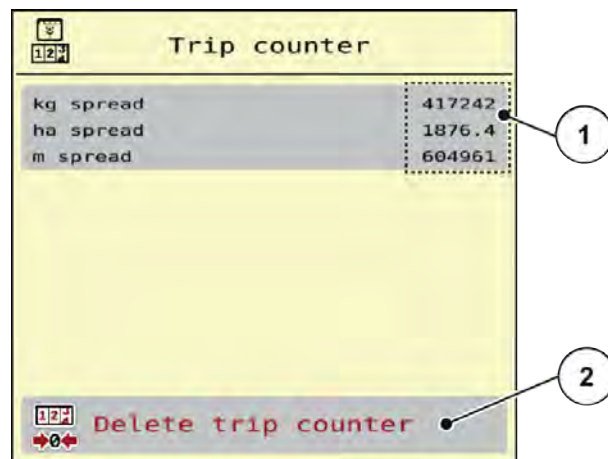 Trip counter
kg spread 417242
ha spread 1876.4
m spread 604961
1
Delete trip counter
2